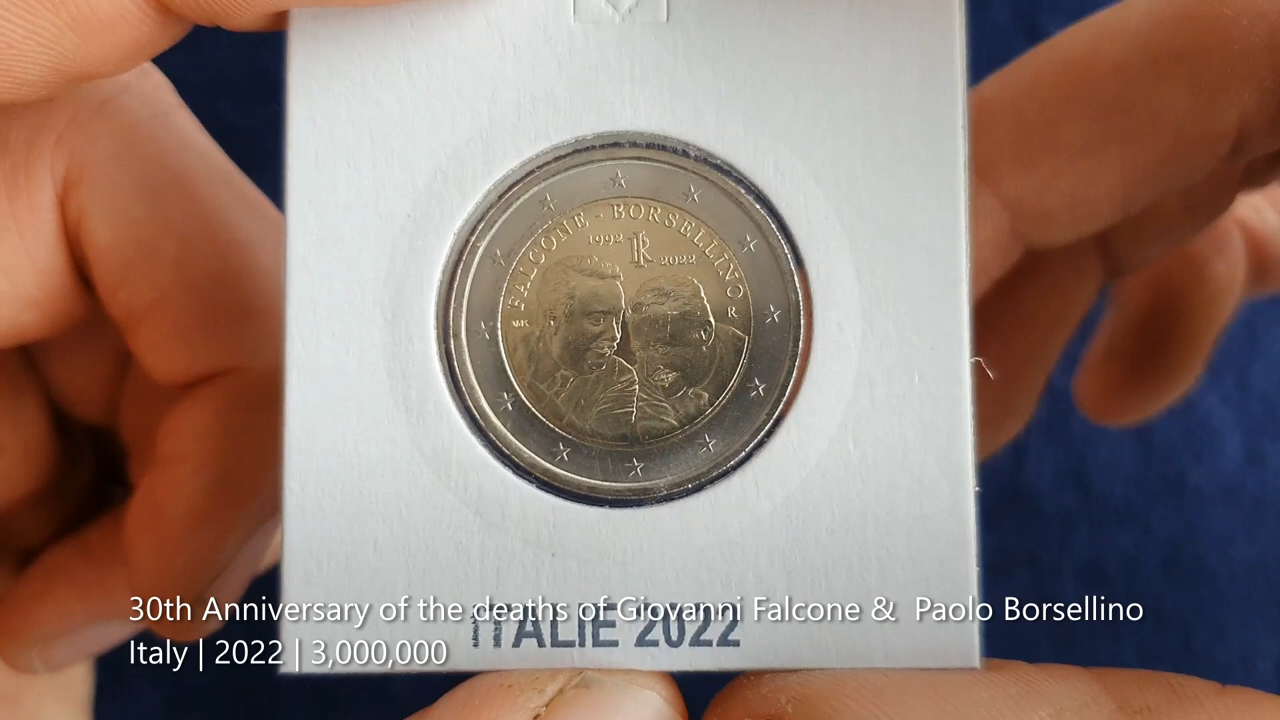 FALCONE - BORSELLINO
1992 RI 2022
R
30th Anniversary of the deaths of Giovanni Falcone & Paolo Borsellino
ITALIE 2022
Italy | 2022 | 3,000,000